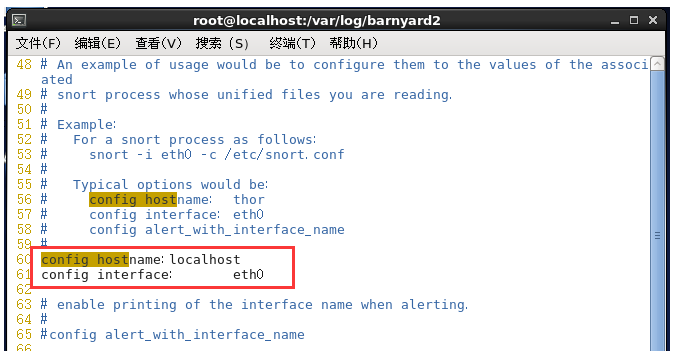 root@localhost:/var/log/barnyard2
文件(F) 编辑(E) 查看(V) 搜索 (S) 终端(T) 帮助(H)
48 # An example of usage would be to configure them to the values of the associ
ated
49 # snort process whose unified files you are reading.
50 #
51 # Example:
52 #   For a snort process as follows:
53 #     snort -i eth0 -c /etc/snort.conf
54 #
55 #   Typical options would be:
56 #     config hostname:  thor
57 #     config interface: eth0
58 #     config alert_with_interface_name
59 #
60 config hostname: localhost
61 config interface:       eth0
62
63 # enable printing of the interface name when alerting.
64 #
65 #config alert_with_interface_name
66